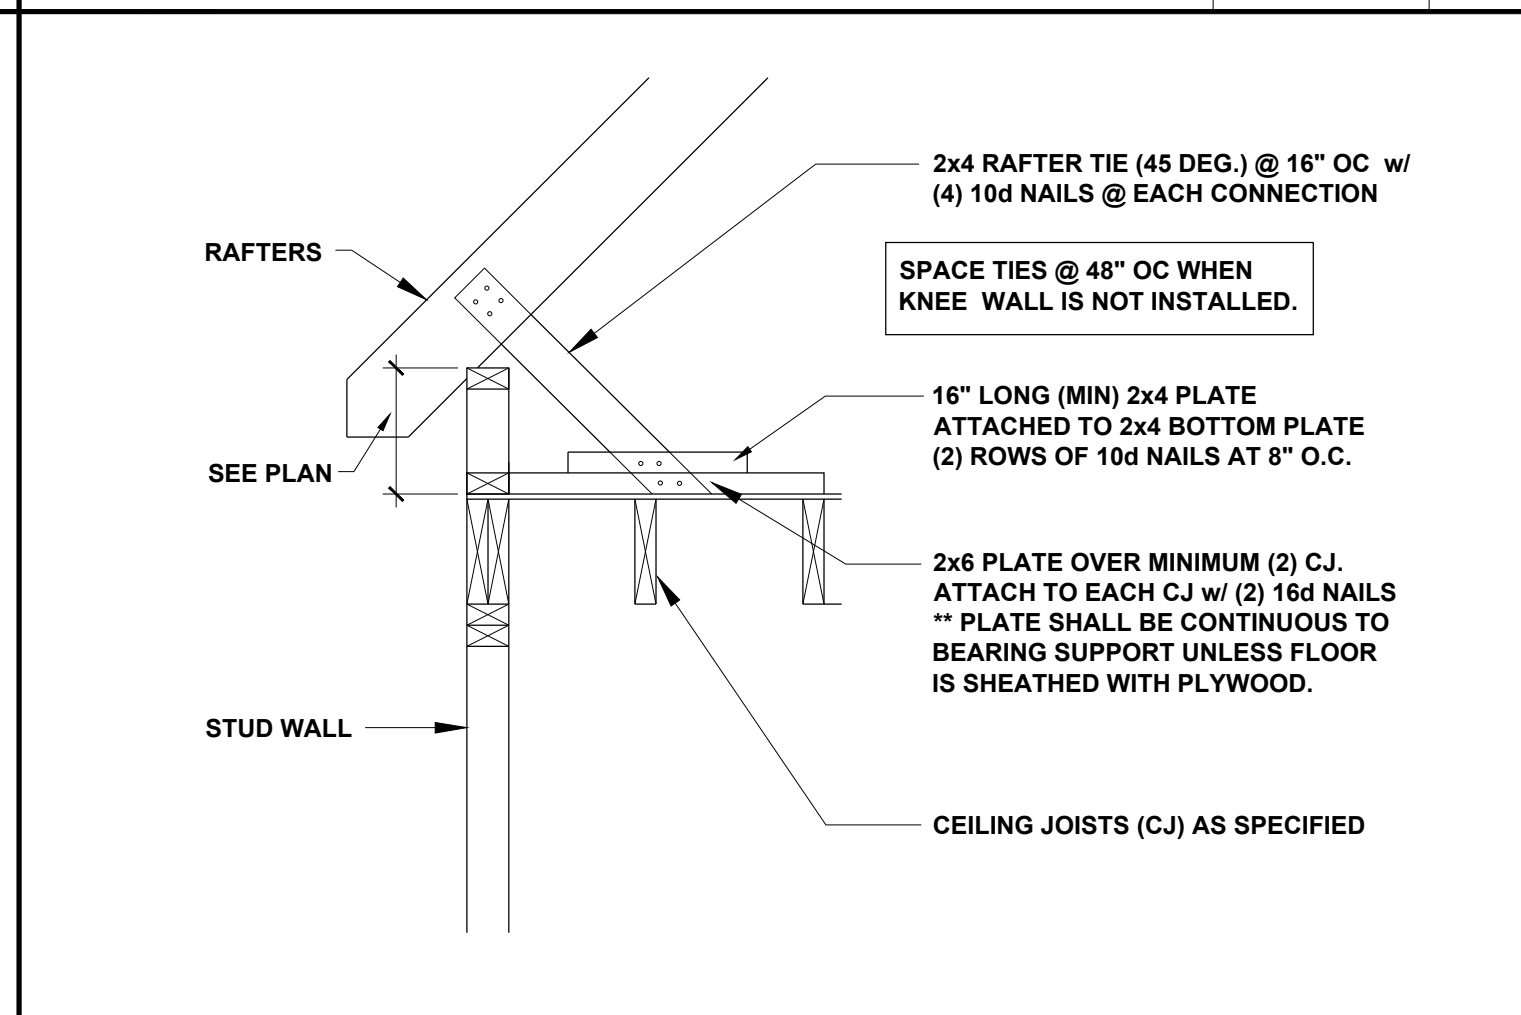 2x4 RAFTER TIE (45 DEG.) @ 16" OC w/
(4) 10d NAILS @ EACH CONNECTION
RAFTERS
SPACE TIES @ 48" OC WHEN
KNEE WALL IS NOT INSTALLED.
16" LONG (MIN) 2x4 PLATE
ATTACHED TO 2x4 BOTTOM PLATE
(2) ROWS OF 10d NAILS AT 8" O.C.
SEE PLAN
2x6 PLATE OVER MINIMUM (2) CJ.
ATTACH TO EACH CJ w/ (2) 16d NAILS
** PLATE SHALL BE CONTINUOUS TO
BEARING SUPPORT UNLESS FLOOR
IS SHEATHED WITH PLYWOOD.
STUD WALL
CEILING JOISTS (CJ) AS SPECIFIED